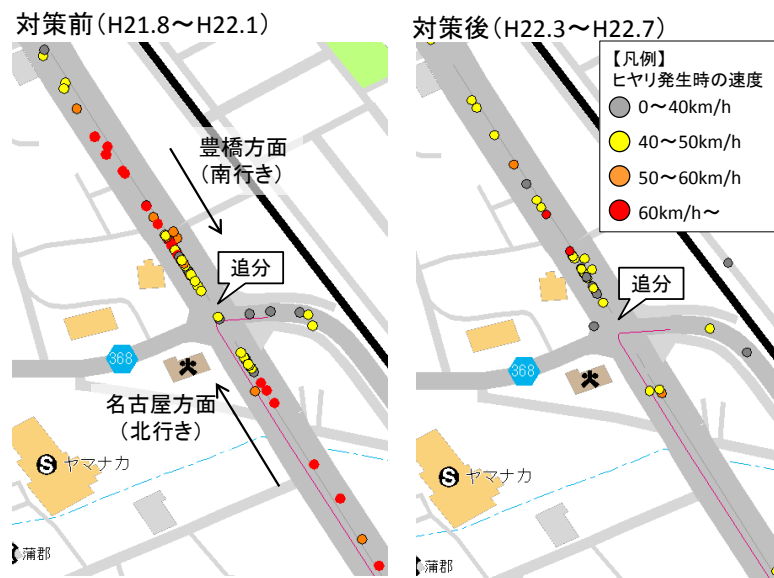 対策前(H21.8～H22.1)
豊橋方面
(南行き)
追分
368
名古屋方面
(北行き)
S ヤマナカ
蒲郡
対策後(H22.3～H22.7)
【凡例】
ヒヤリ発生時の速度
0～40km/h
40～50km/h
50～60km/h
60km/h～
追分
368
S ヤマナカ
蒲郡